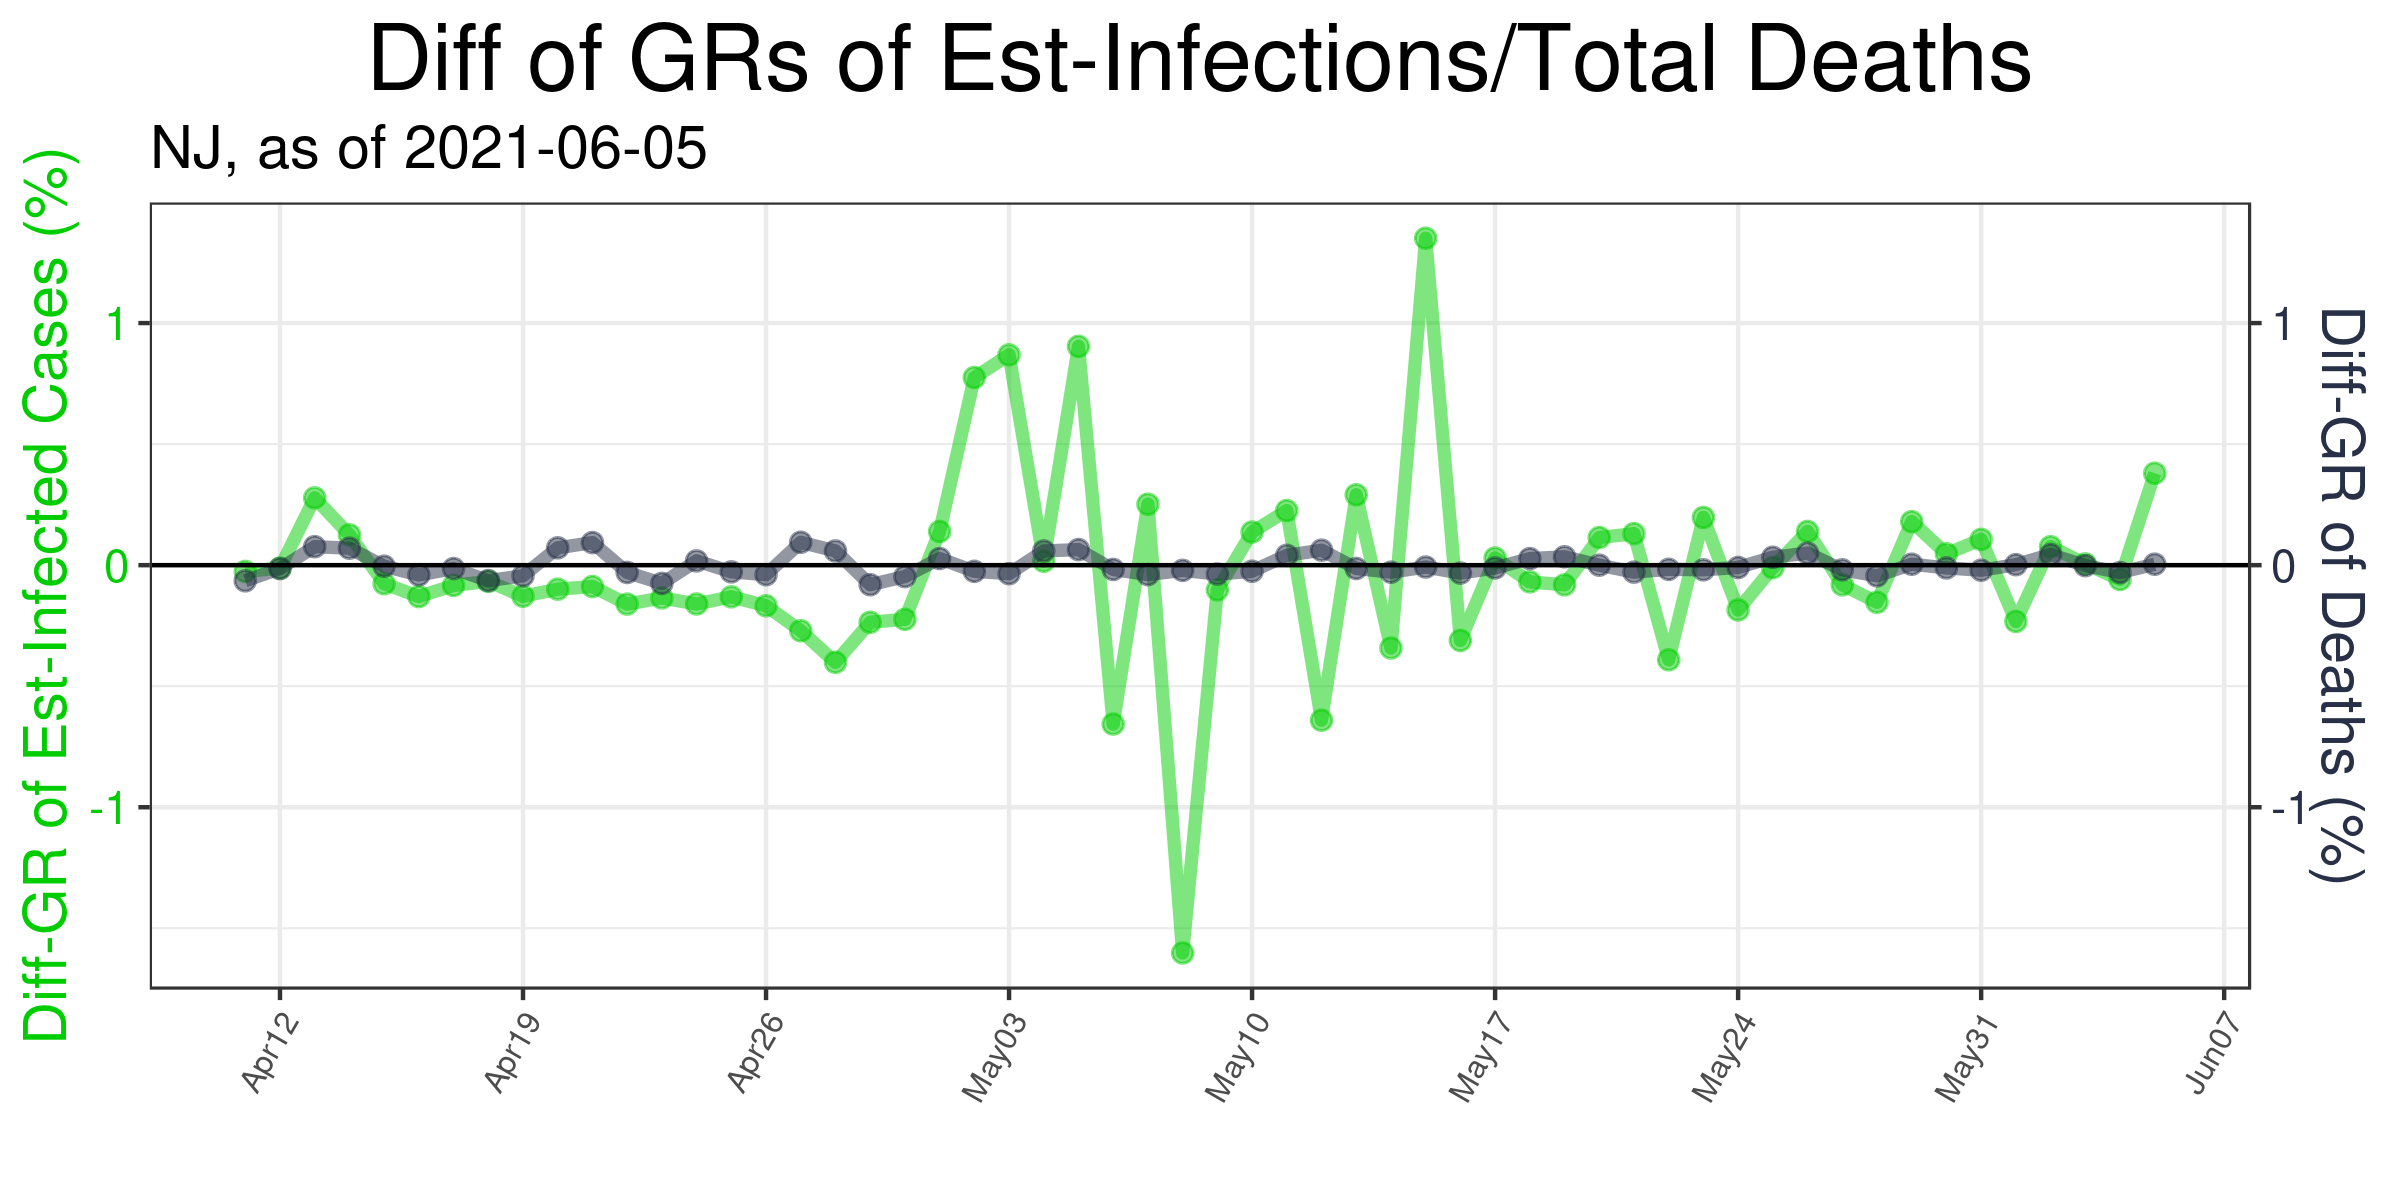 Diff of GRs of Est-Infections/Total Deaths
NJ, as of 2021-06-05
Diff-GR of Est-Infected Cases (%)
1
0
-1
1
0
-1
Diff-GR of Deaths (%)
Apr12
Apr19
Apr26
May03
May10
May17
May24
May31
Jun07